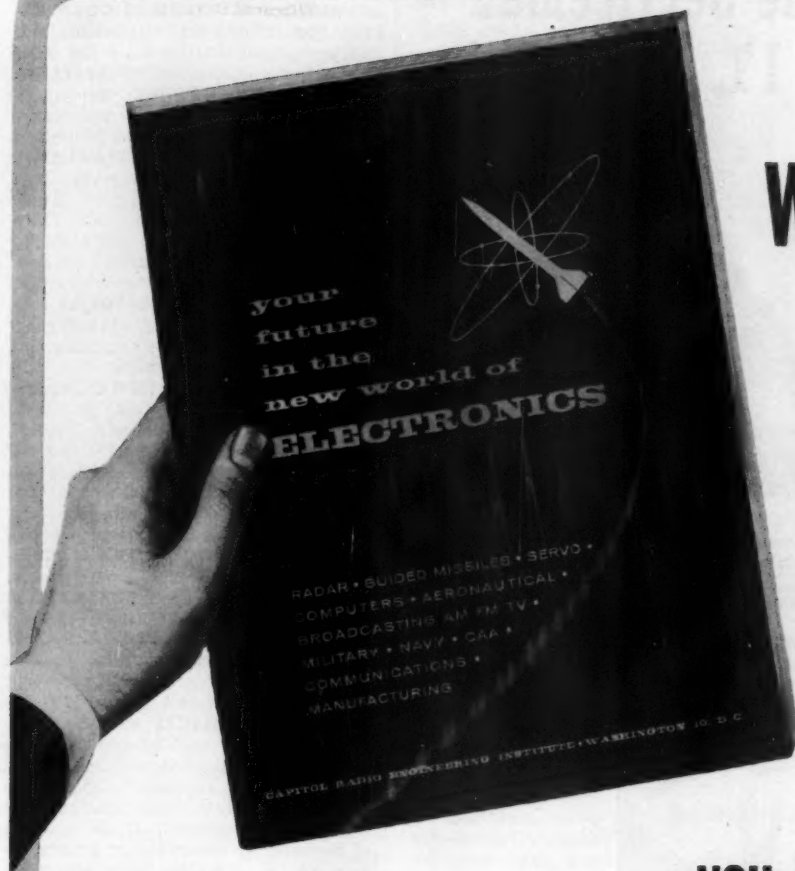 W
your
future
in the
new world of
ELECTRONICS
RADAR • GUIDED MISSILES • SERVO •
COMPUTERS • AERONAUTICAL •
BROADCASTING AM FM TV •
MILITARY • NAVY • CAA •
COMMUNICATIONS •
MANUFACTURING
CAPITOL RADIO ENGINEERING INSTITUTE • WASHINGTON 10, D.C.
YOU